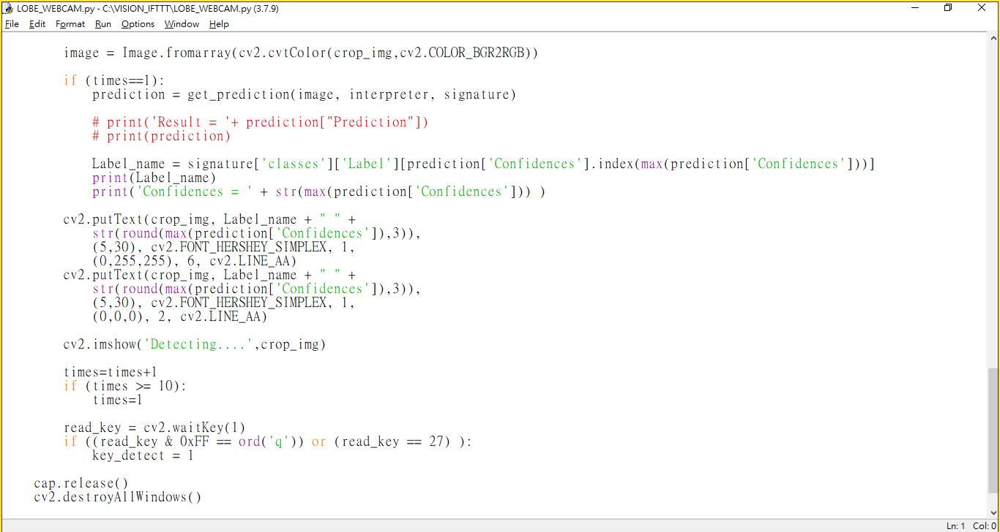 LOBE_WEBCAM.py - C:\VISION_IFTTT\LOBE_WEBCAM.py (3.7.9)
File Edit Format Run Options Window Help
image = Image.fromarray(cv2.cvtColor(crop_img,cv2.COLOR_BGR2RGB))
if (times==1):
prediction = get_prediction(image, interpreter, signature)
# print('Result = '+ prediction["Prediction"])
# print(prediction)
Label_name = signature['classes']['Label'][prediction['Confidences'].index(max(prediction['Confidences']))]
print(Label_name)
print('Confidences = ' + str(max(prediction['Confidences'])) )
cv2.putText(crop_img, Label_name + " " +
str(round(max(prediction['Confidences']),3)),
(5,30), cv2.FONT_HERSHEY_SIMPLEX, 1,
(0,255,255), 6, cv2.LINE_AA)
cv2.putText(crop_img, Label_name + " " +
str(round(max(prediction['Confidences']),3)),
(5,30), cv2.FONT_HERSHEY_SIMPLEX, 1,
(0,0,0), 2, cv2.LINE_AA)
cv2.imshow('Detecting....',crop_img)
times=times+1
if (times >= 10):
times=1
read_key = cv2.waitKey(1)
if ((read_key & 0xFF == ord('q')) or (read_key == 27) ):
key_detect = 1
cap.release()
cv2.destroyAllWindows()
Ln: 1 Col: 0